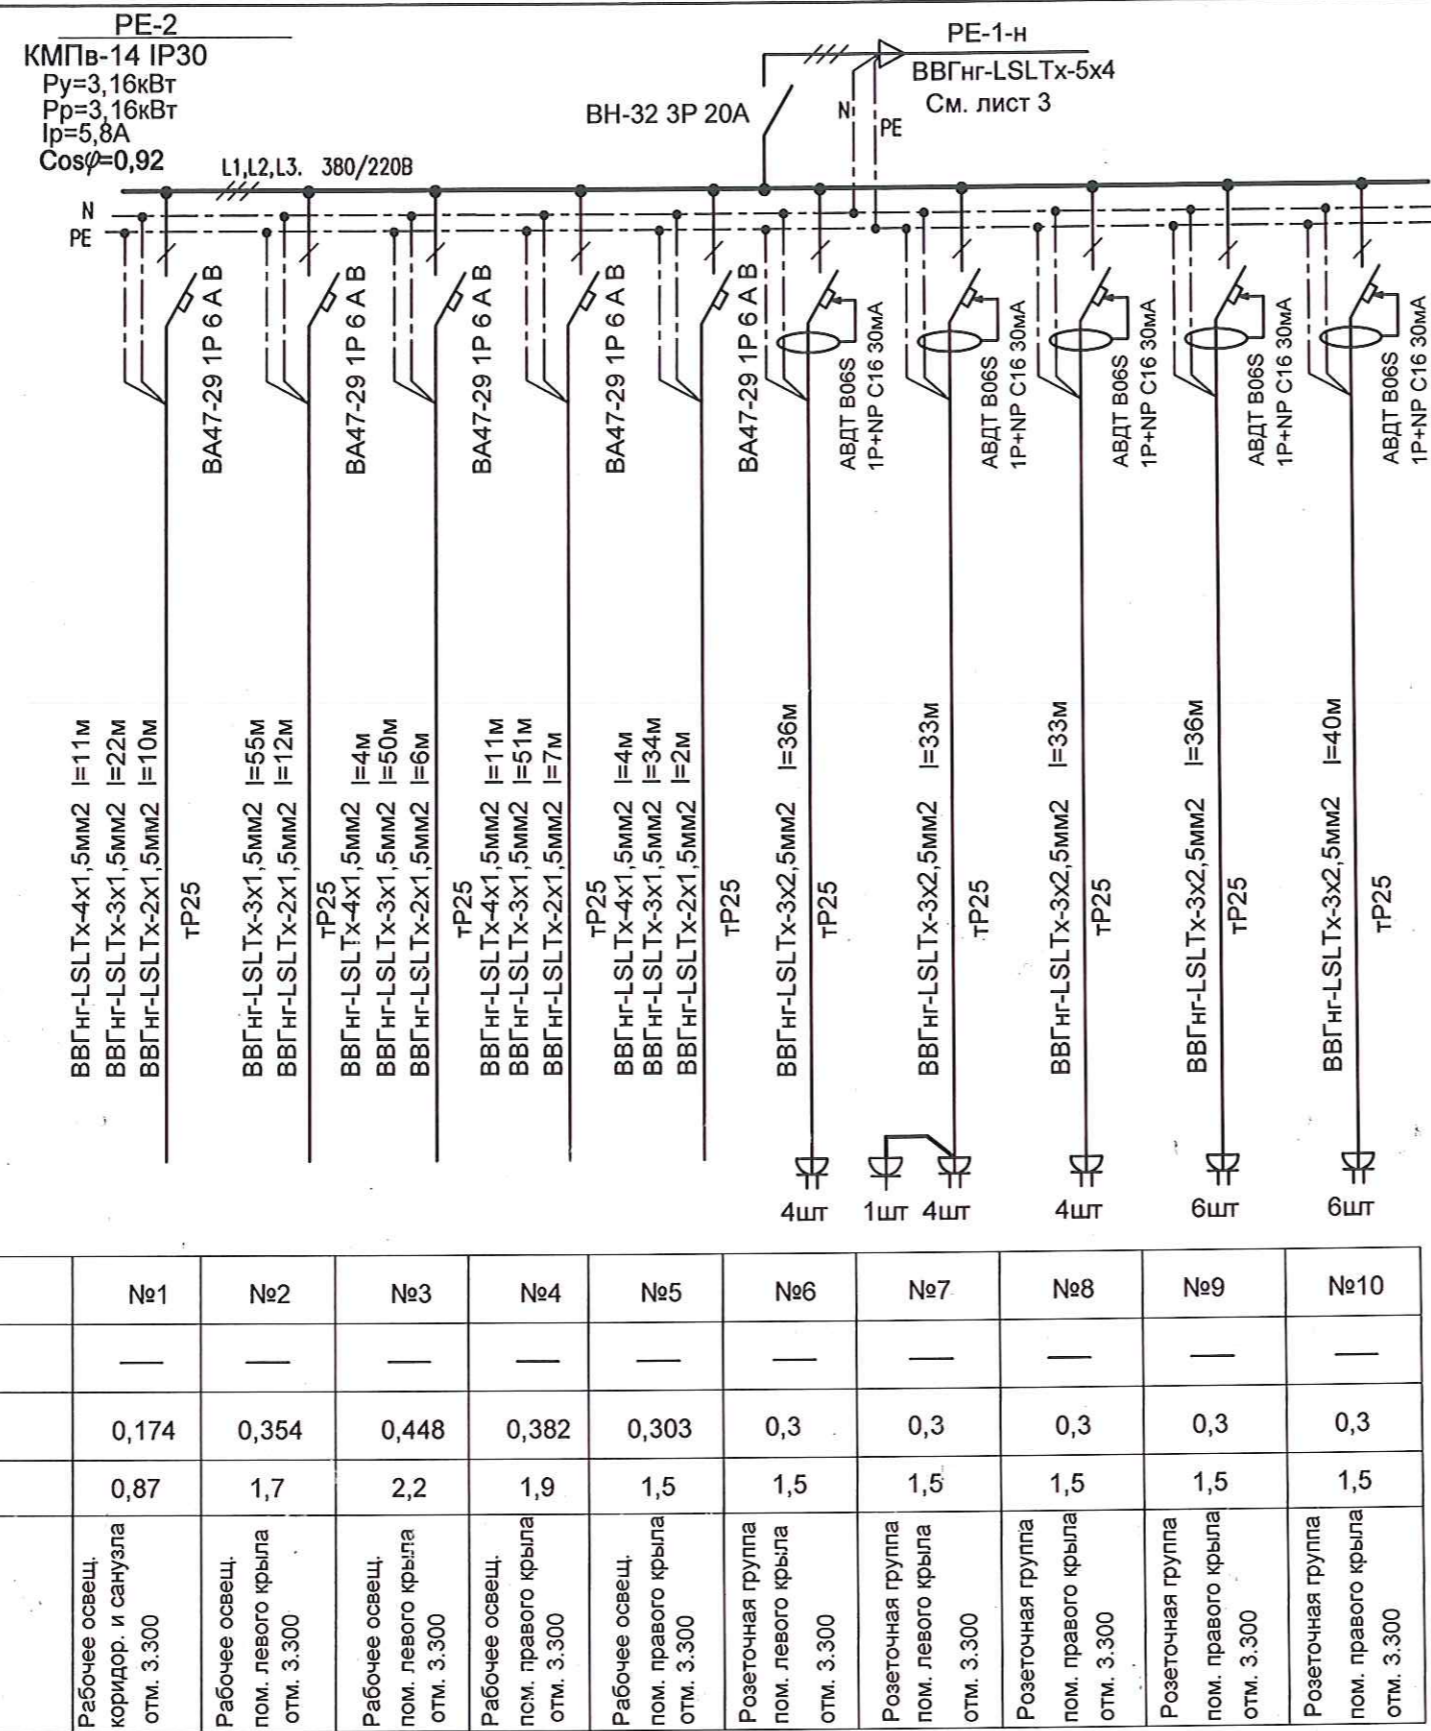 РЕ-2
КМПв-14 IP30
Ру=3,16кВт
Рр=3,16кВт
Iр=5,8А
Cosφ=0,92
L1,L2,L3. 380/220В
N
PE
ВН-32 3Р 20А
N
PE
РЕ-1-н
ВВГнг-LSLTx-5х4
См. лист 3
ВА47-29 1Р 6 А В
ВА47-29 1Р 6 А В
ВА47-29 1Р 6 А В
ВА47-29 1Р 6 А В
ВА47-29 1Р 6 А В
АВДТ В06S
1Р+NP С16 30мА
АВДТ В06S
1Р+NP С16 30мА
АВДТ В06S
1Р+NP С16 30мА
АВДТ В06S
1Р+NP С16 30мА
АВДТ В06S
1Р+NP С16 30мА
ВВГнг-LSLTx-4х1,5мм2 l=11м
ВВГнг-LSLTx-3х1,5мм2 l=22м
ВВГнг-LSLTx-2х1,5мм2 l=10м
тР25
ВВГнг-LSLTx-3х1,5мм2 l=55м
ВВГнг-LSLTx-2х1,5мм2 l=12м
тР25
ВВГнг-LSLTx-4х1,5мм2 l=4м
ВВГнг-LSLTx-3х1,5мм2 l=50м
ВВГнг-LSLTx-2х1,5мм2 l=6м
тР25
ВВГнг-LSLTx-4х1,5мм2 l=11м
ВВГнг-LSLTx-3х1,5мм2 l=51м
ВВГнг-LSLTx-2х1,5мм2 l=7м
тР25
ВВГнг-LSLTx-4х1,5мм2 l=4м
ВВГнг-LSLTx-3х1,5мм2 l=34м
ВВГнг-LSLTx-2х1,5мм2 l=2м
тР25
ВВГнг-LSLTx-3х2,5мм2 l=36м
тР25
ВВГнг-LSLTx-3х2,5мм2 l=33м
тР25
ВВГнг-LSLTx-3х2,5мм2 l=33м
тР25
ВВГнг-LSLTx-3х2,5мм2 l=36м
тР25
ВВГнг-LSLTx-3х2,5мм2 l=40м
тР25
4шт 1шт 4шт 4шт 6шт 6шт
№1 №2 №3 №4 №5 №6 №7 №8 №9 №10
— — — — — — — — — —
0,174 0,354 0,448 0,382 0,303 0,3 0,3 0,3 0,3 0,3
0,87 1,7 2,2 1,9 1,5 1,5 1,5 1,5 1,5 1,5
Рабочее освещ.
коридор. и санузла
отм. 3.300
Рабочее освещ.
пом. левого крыла
отм. 3.300
Рабочее освещ.
пом. левого крыла
отм. 3.300
Рабочее освещ.
пом. правого крыла
отм. 3.300
Рабочее освещ.
пом. правого крыла
отм. 3.300
Розеточная группа
пом. левого крыла
отм. 3.300
Розеточная группа
пом. левого крыла
отм. 3.300
Розеточная группа
пом. правого крыла
отм. 3.300
Розеточная группа
пом. правого крыла
отм. 3.300
Розеточная группа
пом. правого крыла
отм. 3.300